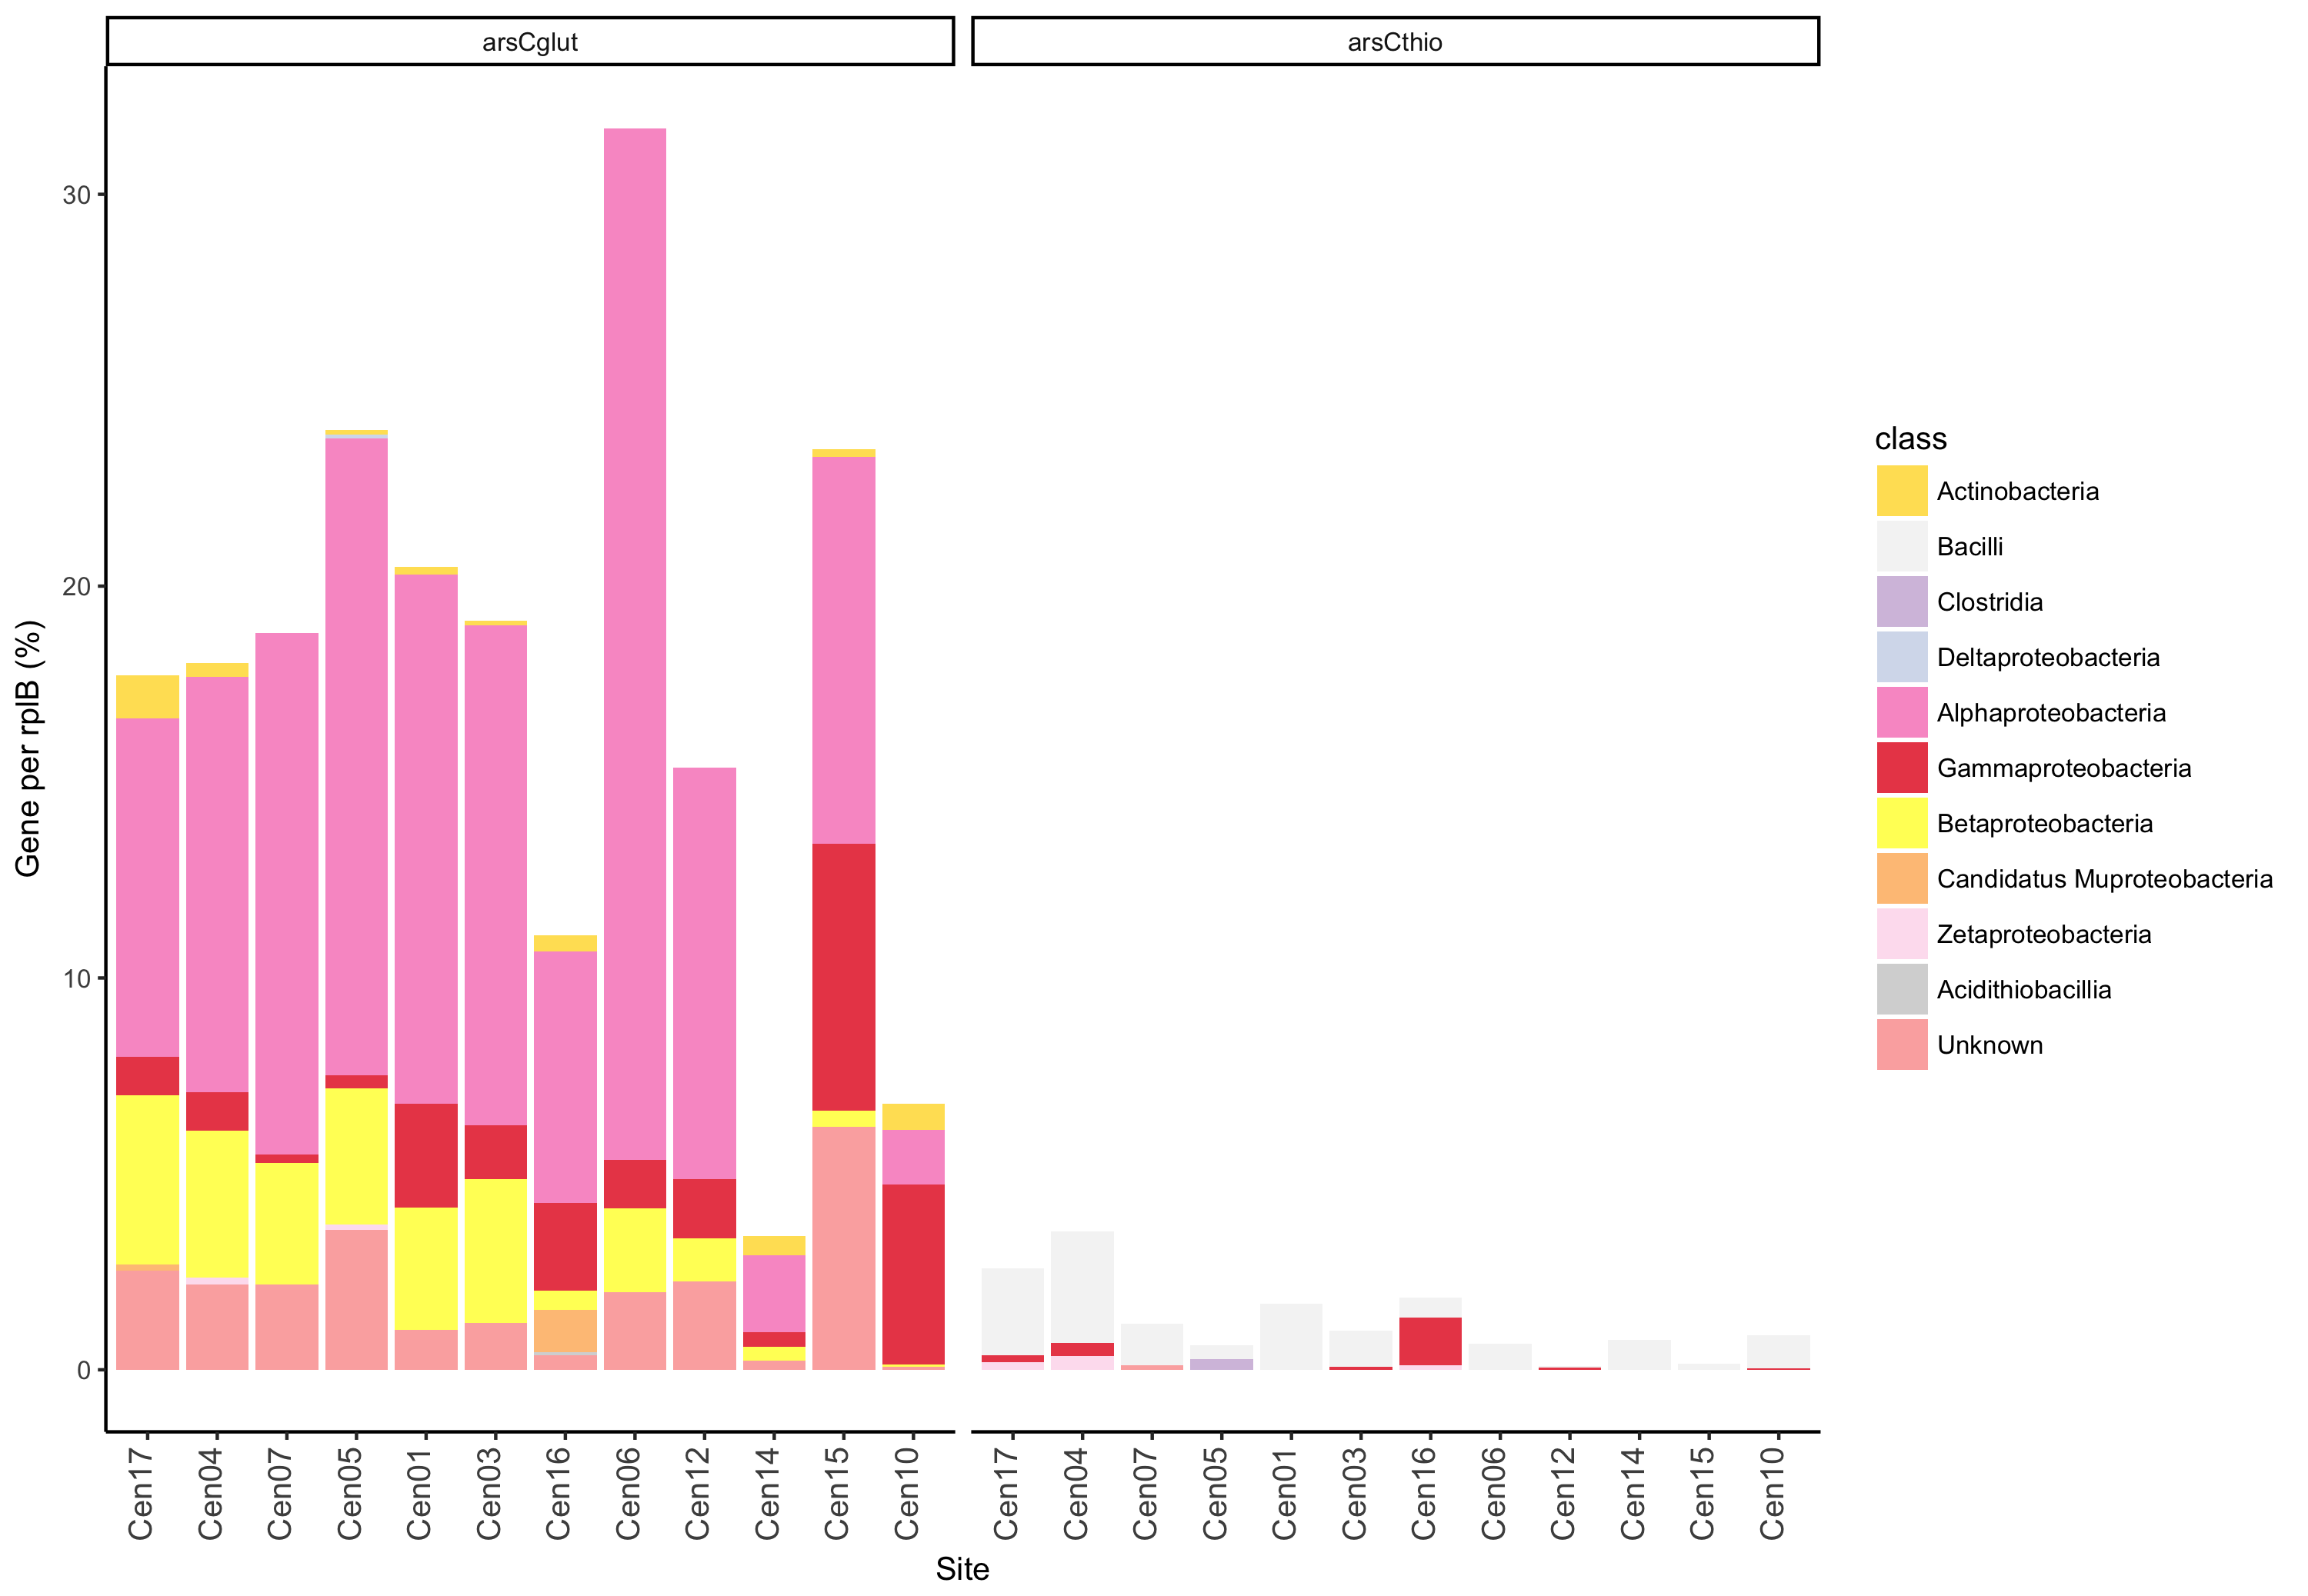 arsCglut
arsCthio
Gene per rplB (%)
30
20
10
0
Cen17
Cen04
Cen07
Cen05
Cen01
Cen03
Cen16
Cen06
Cen12
Cen14
Cen15
Cen10
Cen17
Cen04
Cen07
Cen05
Cen01
Cen03
Cen16
Cen06
Cen12
Cen14
Cen15
Cen10
Site
class
Actinobacteria
Bacilli
Clostridia
Deltaproteobacteria
Alphaproteobacteria
Gammaproteobacteria
Betaproteobacteria
Candidatus Muproteobacteria
Zetaproteobacteria
Acidithiobacillia
Unknown